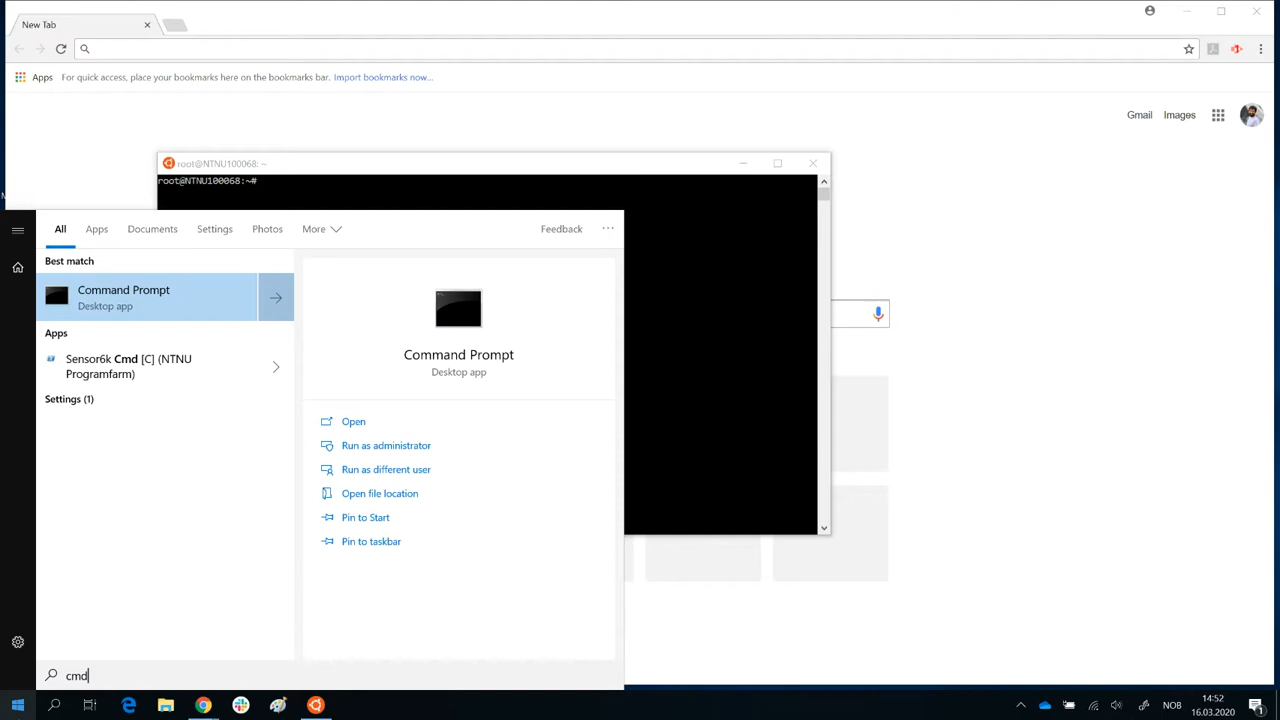 New Tab
Apps For quick access, place your bookmarks here on the bookmarks bar. Import bookmarks now...
Gmail Images
root@NTNU100068: ~
root@NTNU100068:~#
All Apps Documents Settings Photos More Feedback
Best match
Command Prompt
Desktop app
Apps
Sensor6k Cmd [C] (NTNU
Programfarm)
Settings (1)
Command Prompt
Desktop app
Open
Run as administrator
Run as different user
Open file location
Pin to Start
Pin to taskbar
cmd
14:52
NOB
16.03.2020
1